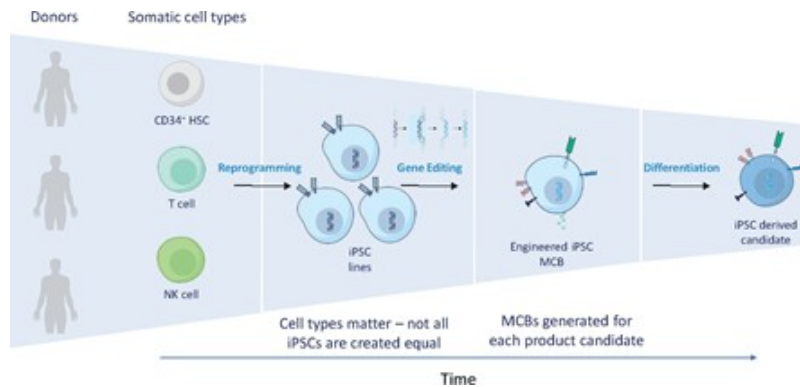 Donors
Somatic cell types
CD34⁺ HSC
T cell
NK cell
Reprogramming
iPSC
lines
Gene Editing
Engineered iPSC
MCB
Differentiation
iPSC derived
candidate
Cell types matter – not all
iPSCs are created equal
MCBs generated for
each product candidate
Time